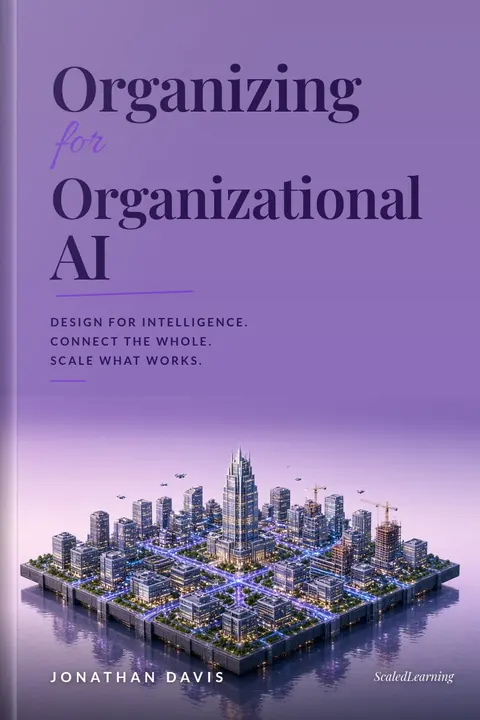 Organizing
for
Organizational
AI
DESIGN FOR INTELLIGENCE.
CONNECT THE WHOLE.
SCALE WHAT WORKS.
JONATHAN DAVIS
ScaledLearning